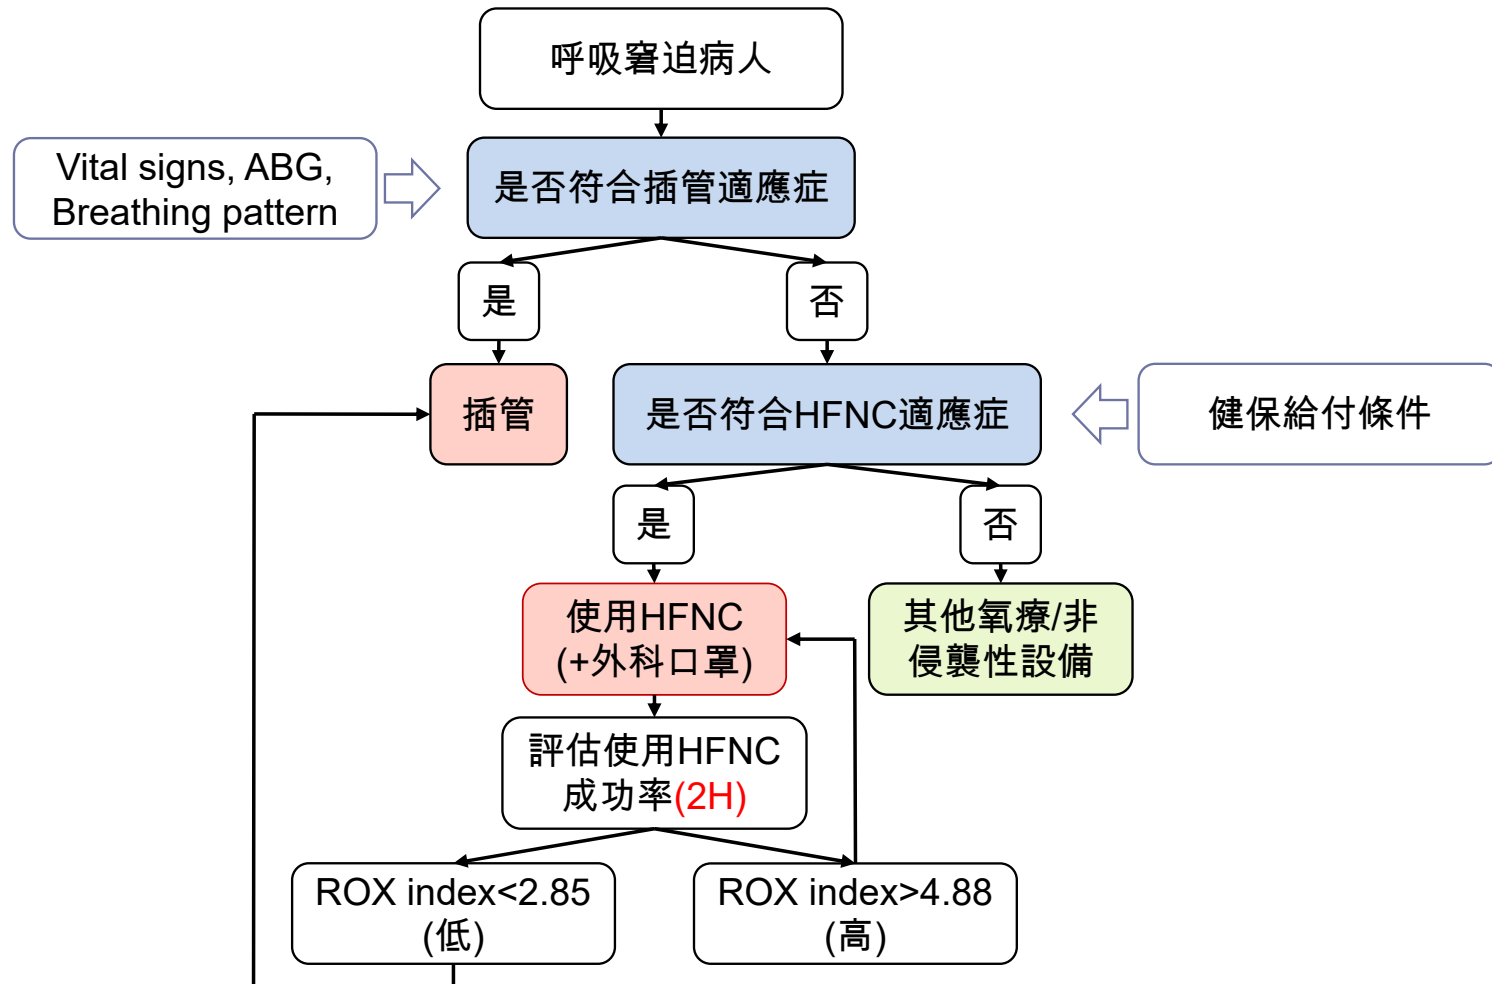 呼吸窘迫病人
Vital signs, ABG,
Breathing pattern
是否符合插管適應症
是
否
插管
是否符合HFNC適應症
健保給付條件
是
否
使用HFNC
(+外科口罩)
其他氧療/非
侵襲性設備
評估使用HFNC
成功率(2H)
ROX index<2.85
(低)
ROX index>4.88
(高)